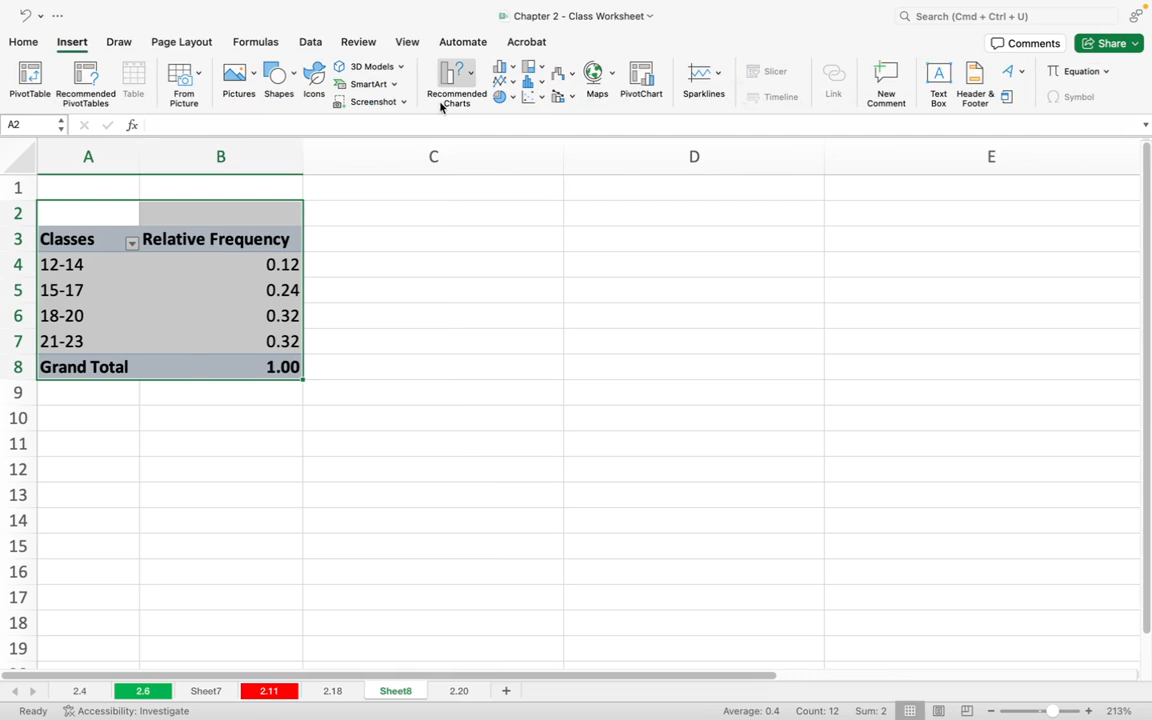 Chapter 2 - Class Worksheet
Search (Cmd + Ctrl + U)
Home Insert Draw Page Layout Formulas Data Review View Automate Acrobat Comments Share
PivotTable
Recommended PivotTables
Table
From Picture
Pictures
Shapes
Icons
3D Models
SmartArt
Screenshot
Recommended Charts
Maps
PivotChart
Sparklines
Slicer
Timeline
Link
New Comment
Text Box
Header & Footer
Equation
Symbol
A2 fx
A B C D E
1
2
3 Classes Relative Frequency
4 12-14 0.12
5 15-17 0.24
6 18-20 0.32
7 21-23 0.32
8 Grand Total 1.00
9
10
11
12
13
14
15
16
17
18
19
2.4 2.6 Sheet7 2.11 2.18 Sheet8 2.20
Ready Accessibility: Investigate Average: 0.4 Count: 12 Sum: 2 213%